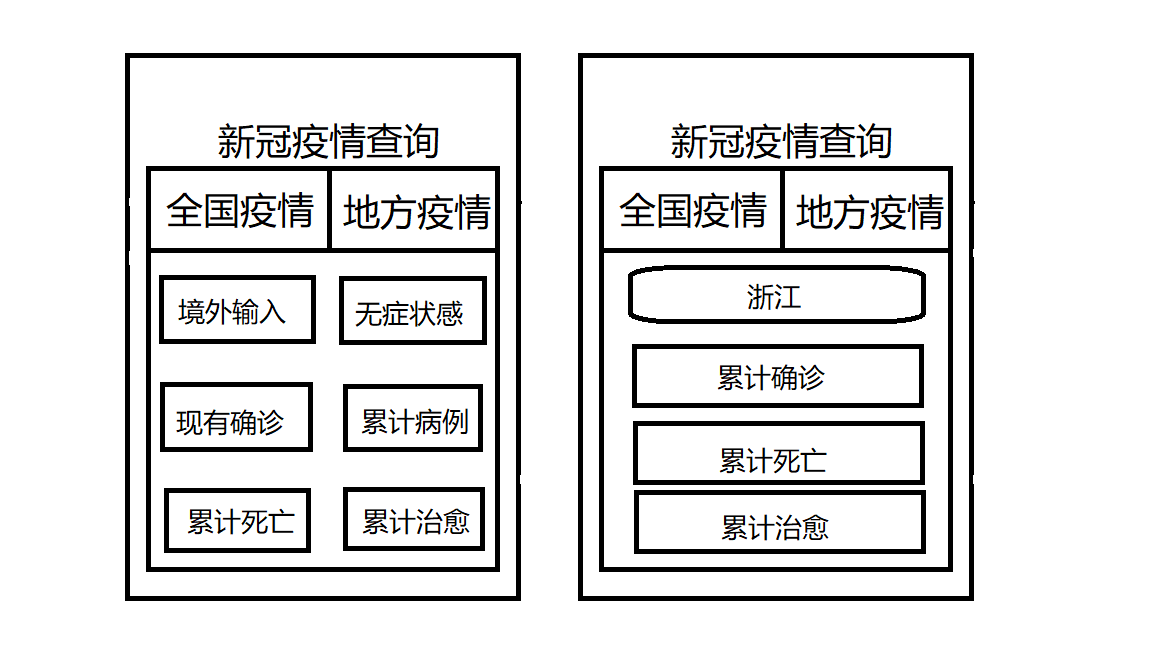 新冠疫情查询
全国疫情 地方疫情
境外输入 无症状感
现有确诊 累计病例
累计死亡 累计治愈
新冠疫情查询
全国疫情 地方疫情
浙江
累计确诊
累计死亡
累计治愈